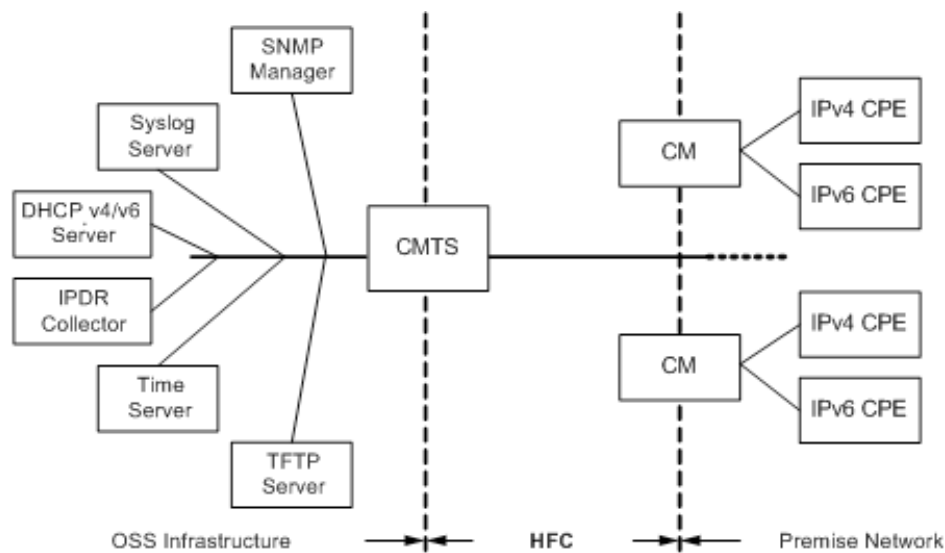 SNMP
Manager
Syslog
Server
DHCP v4/v6
Server
IPDR
Collector
Time
Server
TFTP
Server
CMTS
CM
IPv4 CPE
IPv6 CPE
CM
IPv4 CPE
IPv6 CPE
OSS Infrastructure
HFC
Premise Network